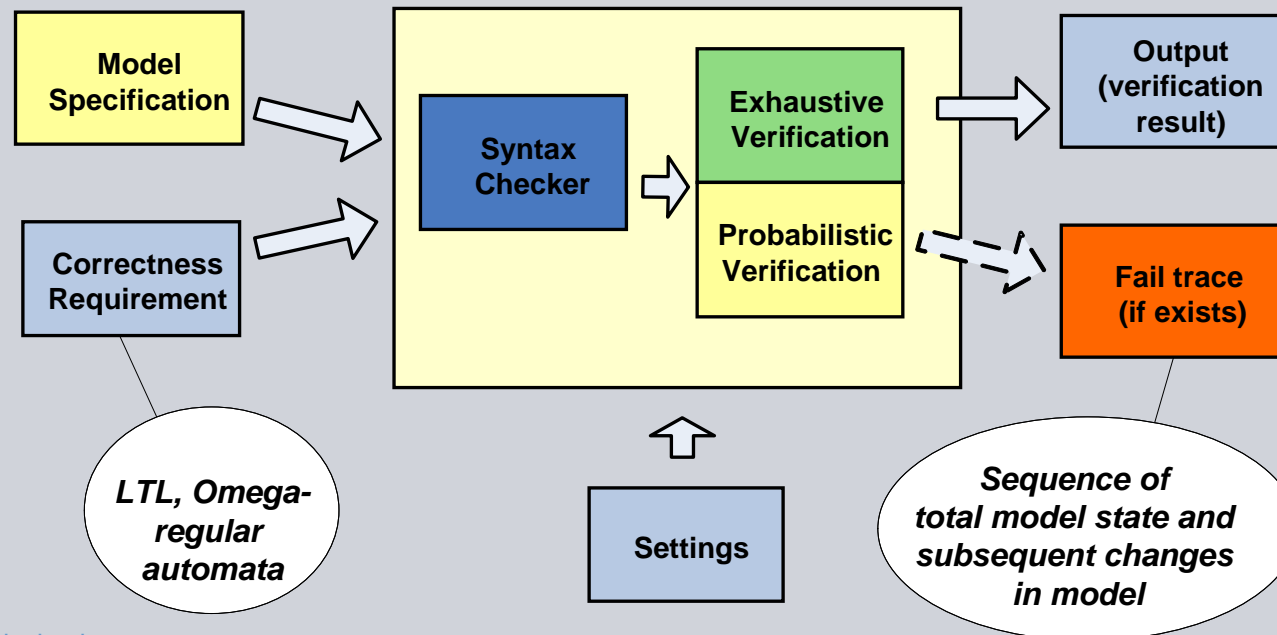 Model
Specification
Correctness
Requirement
LTL, Omega-
regular
automata
Syntax
Checker
Exhaustive
Verification
Probabilistic
Verification
Settings
Output
(verification
result)
Fail trace
(if exists)
Sequence of
total model state and
subsequent changes
in model